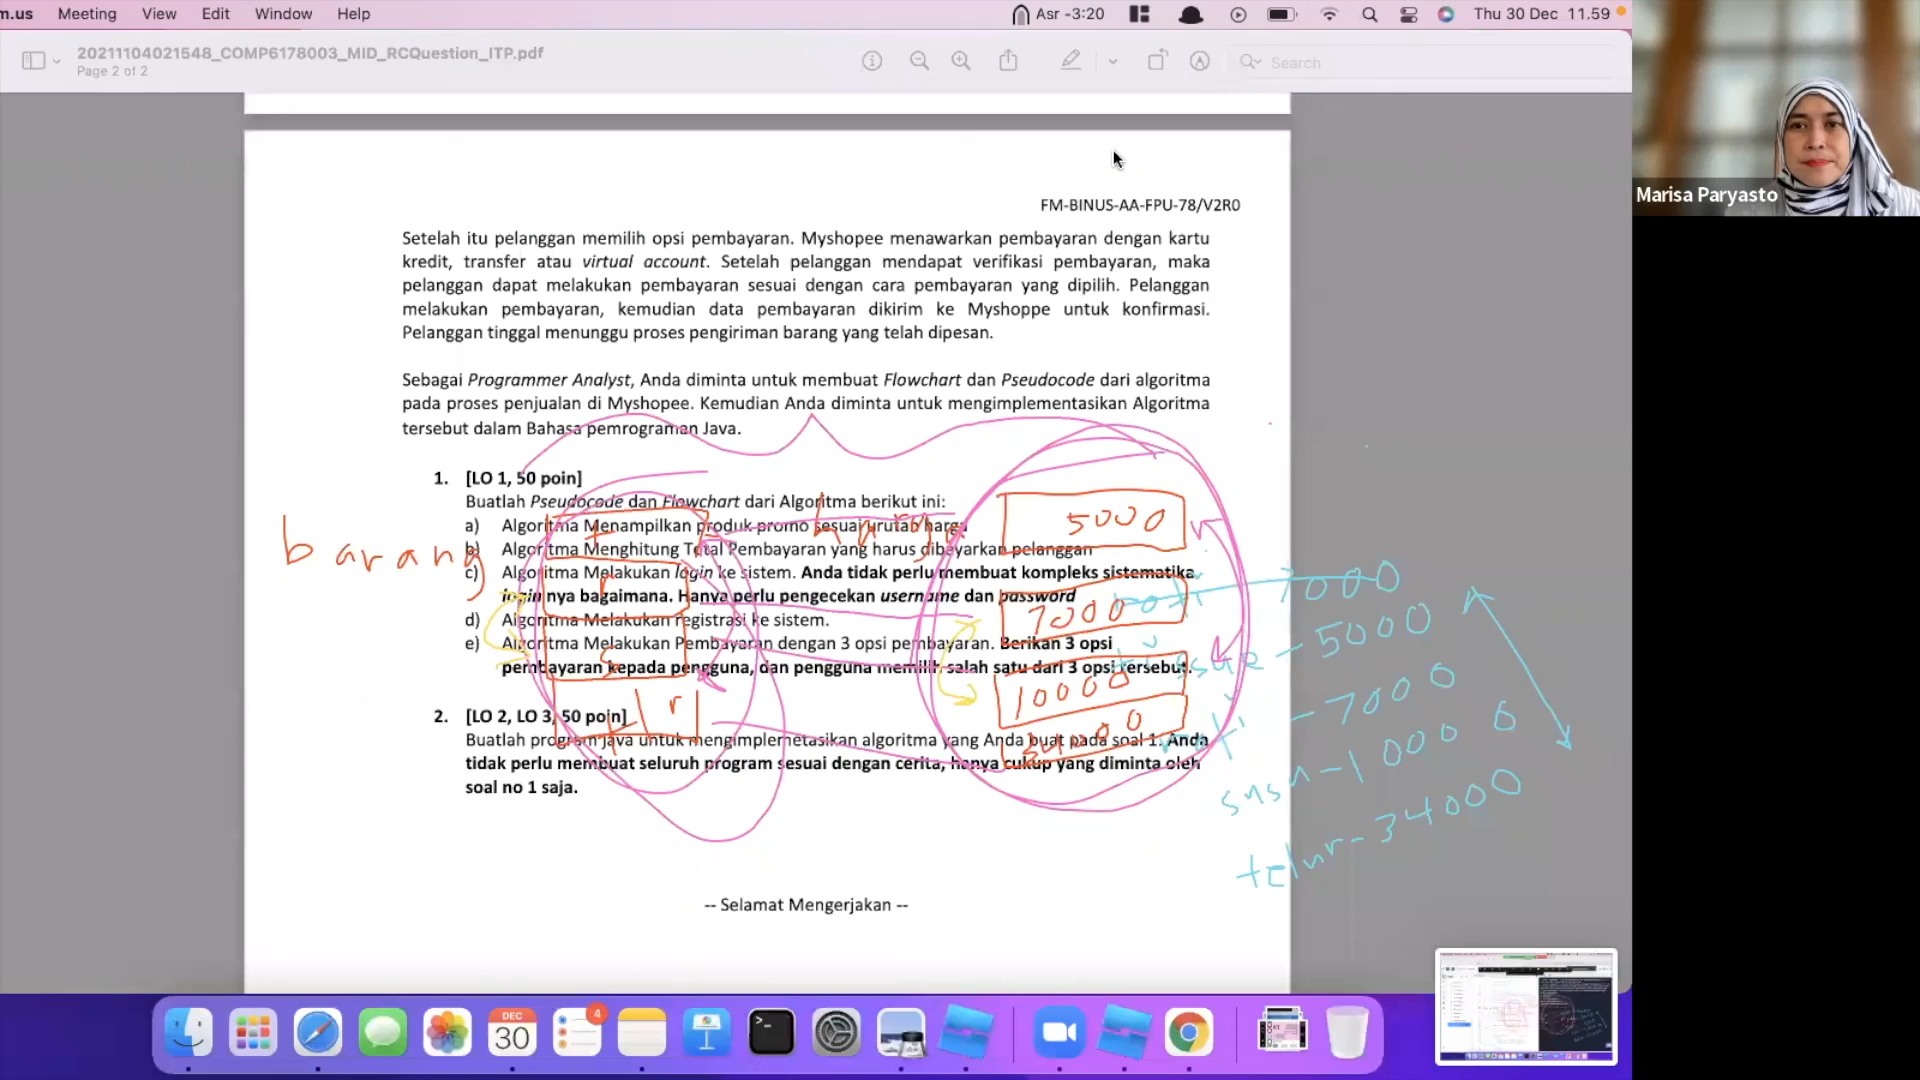 m.us Meeting View Edit Window Help Asr -3:20 Thu 30 Dec 11.59
20211104021548_COMP6178003_MID_RCQuestion_ITP.pdf
Page 2 of 2
Search
Marisa Paryasto
FM-BINUS-AA-FPU-78/V2R0
Setelah itu pelanggan memilih opsi pembayaran. Myshopee menawarkan pembayaran dengan kartu
kredit, transfer atau virtual account. Setelah pelanggan mendapat verifikasi pembayaran, maka
pelanggan dapat melakukan pembayaran sesuai dengan cara pembayaran yang dipilih. Pelanggan
melakukan pembayaran, kemudian data pembayaran dikirim ke Myshoppe untuk konfirmasi.
Pelanggan tinggal menunggu proses pengiriman barang yang telah dipesan.
Sebagai Programmer Analyst, Anda diminta untuk membuat Flowchart dan Pseudocode dari algoritma
pada proses penjualan di Myshopee. Kemudian Anda diminta untuk mengimplementasikan Algoritma
tersebut dalam Bahasa pemrograman Java.
1. [LO 1, 50 poin]
Buatlah Pseudocode dan Flowchart dari Algoritma berikut ini:
a) Algoritma Menampilkan produk promo sesuai urutan harga
b) Algoritma Menghitung Total Pembayaran yang harus dibayarkan pelanggan
c) Algoritma Melakukan login ke sistem. Anda tidak perlu membuat kompleks sistematika
login nya bagaimana. Hanya perlu pengecekan username dan password
d) Algoritma Melakukan registrasi ke sistem.
e) Algoritma Melakukan Pembayaran dengan 3 opsi pembayaran. Berikan 3 opsi
pembayaran kepada pengguna, dan pengguna memilih salah satu dari 3 opsi tersebut.
2. [LO 2, LO 3, 50 poin]
Buatlah program java untuk mengimplemetasikan algoritma yang Anda buat pada soal 1. Anda
tidak perlu membuat seluruh program sesuai dengan cerita, hanya cukup yang diminta oleh
soal no 1 saja.
-- Selamat Mengerjakan --
barang
t
r
s
t r
harga
5000
7000
10000
34000
roti 7000
tissue - 5000
roti - 7000
susu - 10000
telur - 34000
DEC
30
4